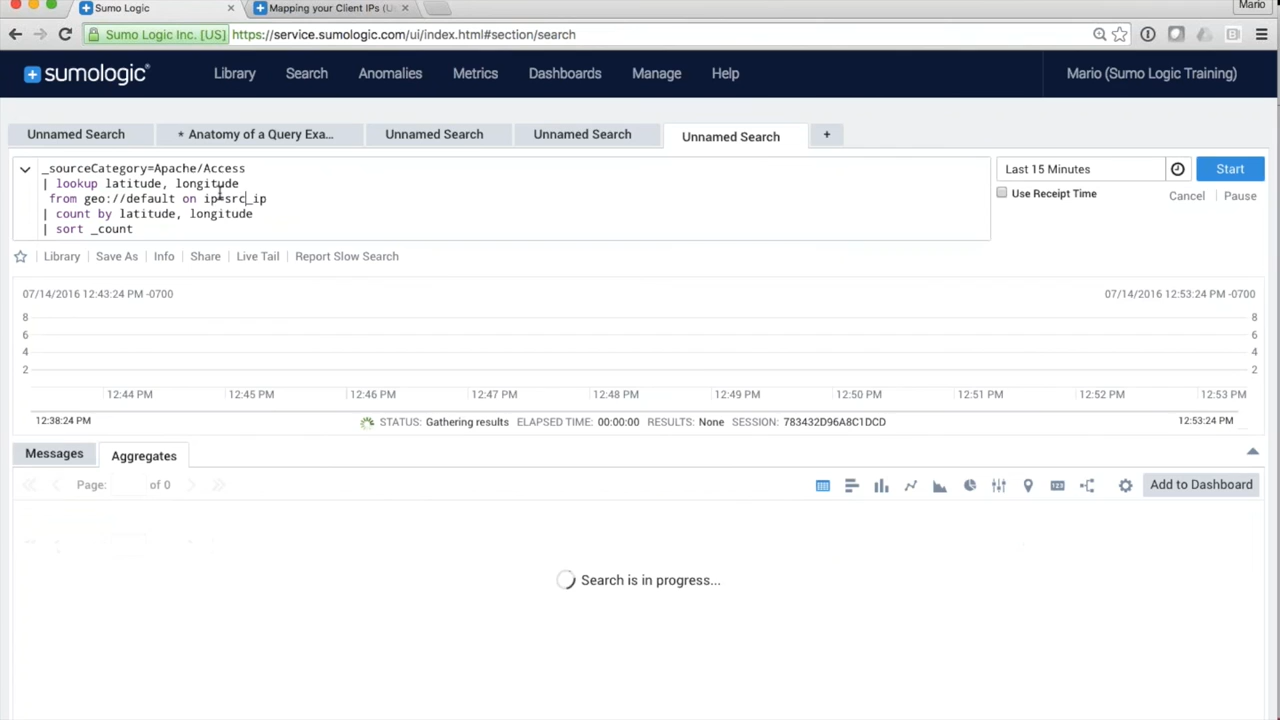 Sumo Logic
Mapping your Client IPs (U
Mario
Sumo Logic Inc. [US]
https://service.sumologic.com/ui/index.html#section/search
sumologic
Library
Search
Anomalies
Metrics
Dashboards
Manage
Help
Mario (Sumo Logic Training)
Unnamed Search
* Anatomy of a Query Exa...
Unnamed Search
Unnamed Search
Unnamed Search
+
_sourceCategory=Apache/Access
| lookup latitude, longitude
from geo://default on ip=src_ip
| count by latitude, longitude
| sort _count
Last 15 Minutes
Start
Use Receipt Time
Cancel
Pause
Library
Save As
Info
Share
Live Tail
Report Slow Search
07/14/2016 12:43:24 PM -0700
07/14/2016 12:53:24 PM -0700
8
8
6
6
4
4
2
2
12:44 PM
12:45 PM
12:46 PM
12:47 PM
12:48 PM
12:49 PM
12:50 PM
12:51 PM
12:52 PM
12:53 PM
12:38:24 PM
STATUS: Gathering results ELAPSED TIME: 00:00:00 RESULTS: None SESSION: 783432D96A8C1DCD
12:53:24 PM
Messages
Aggregates
Page:
of 0
123
Add to Dashboard
Search is in progress...